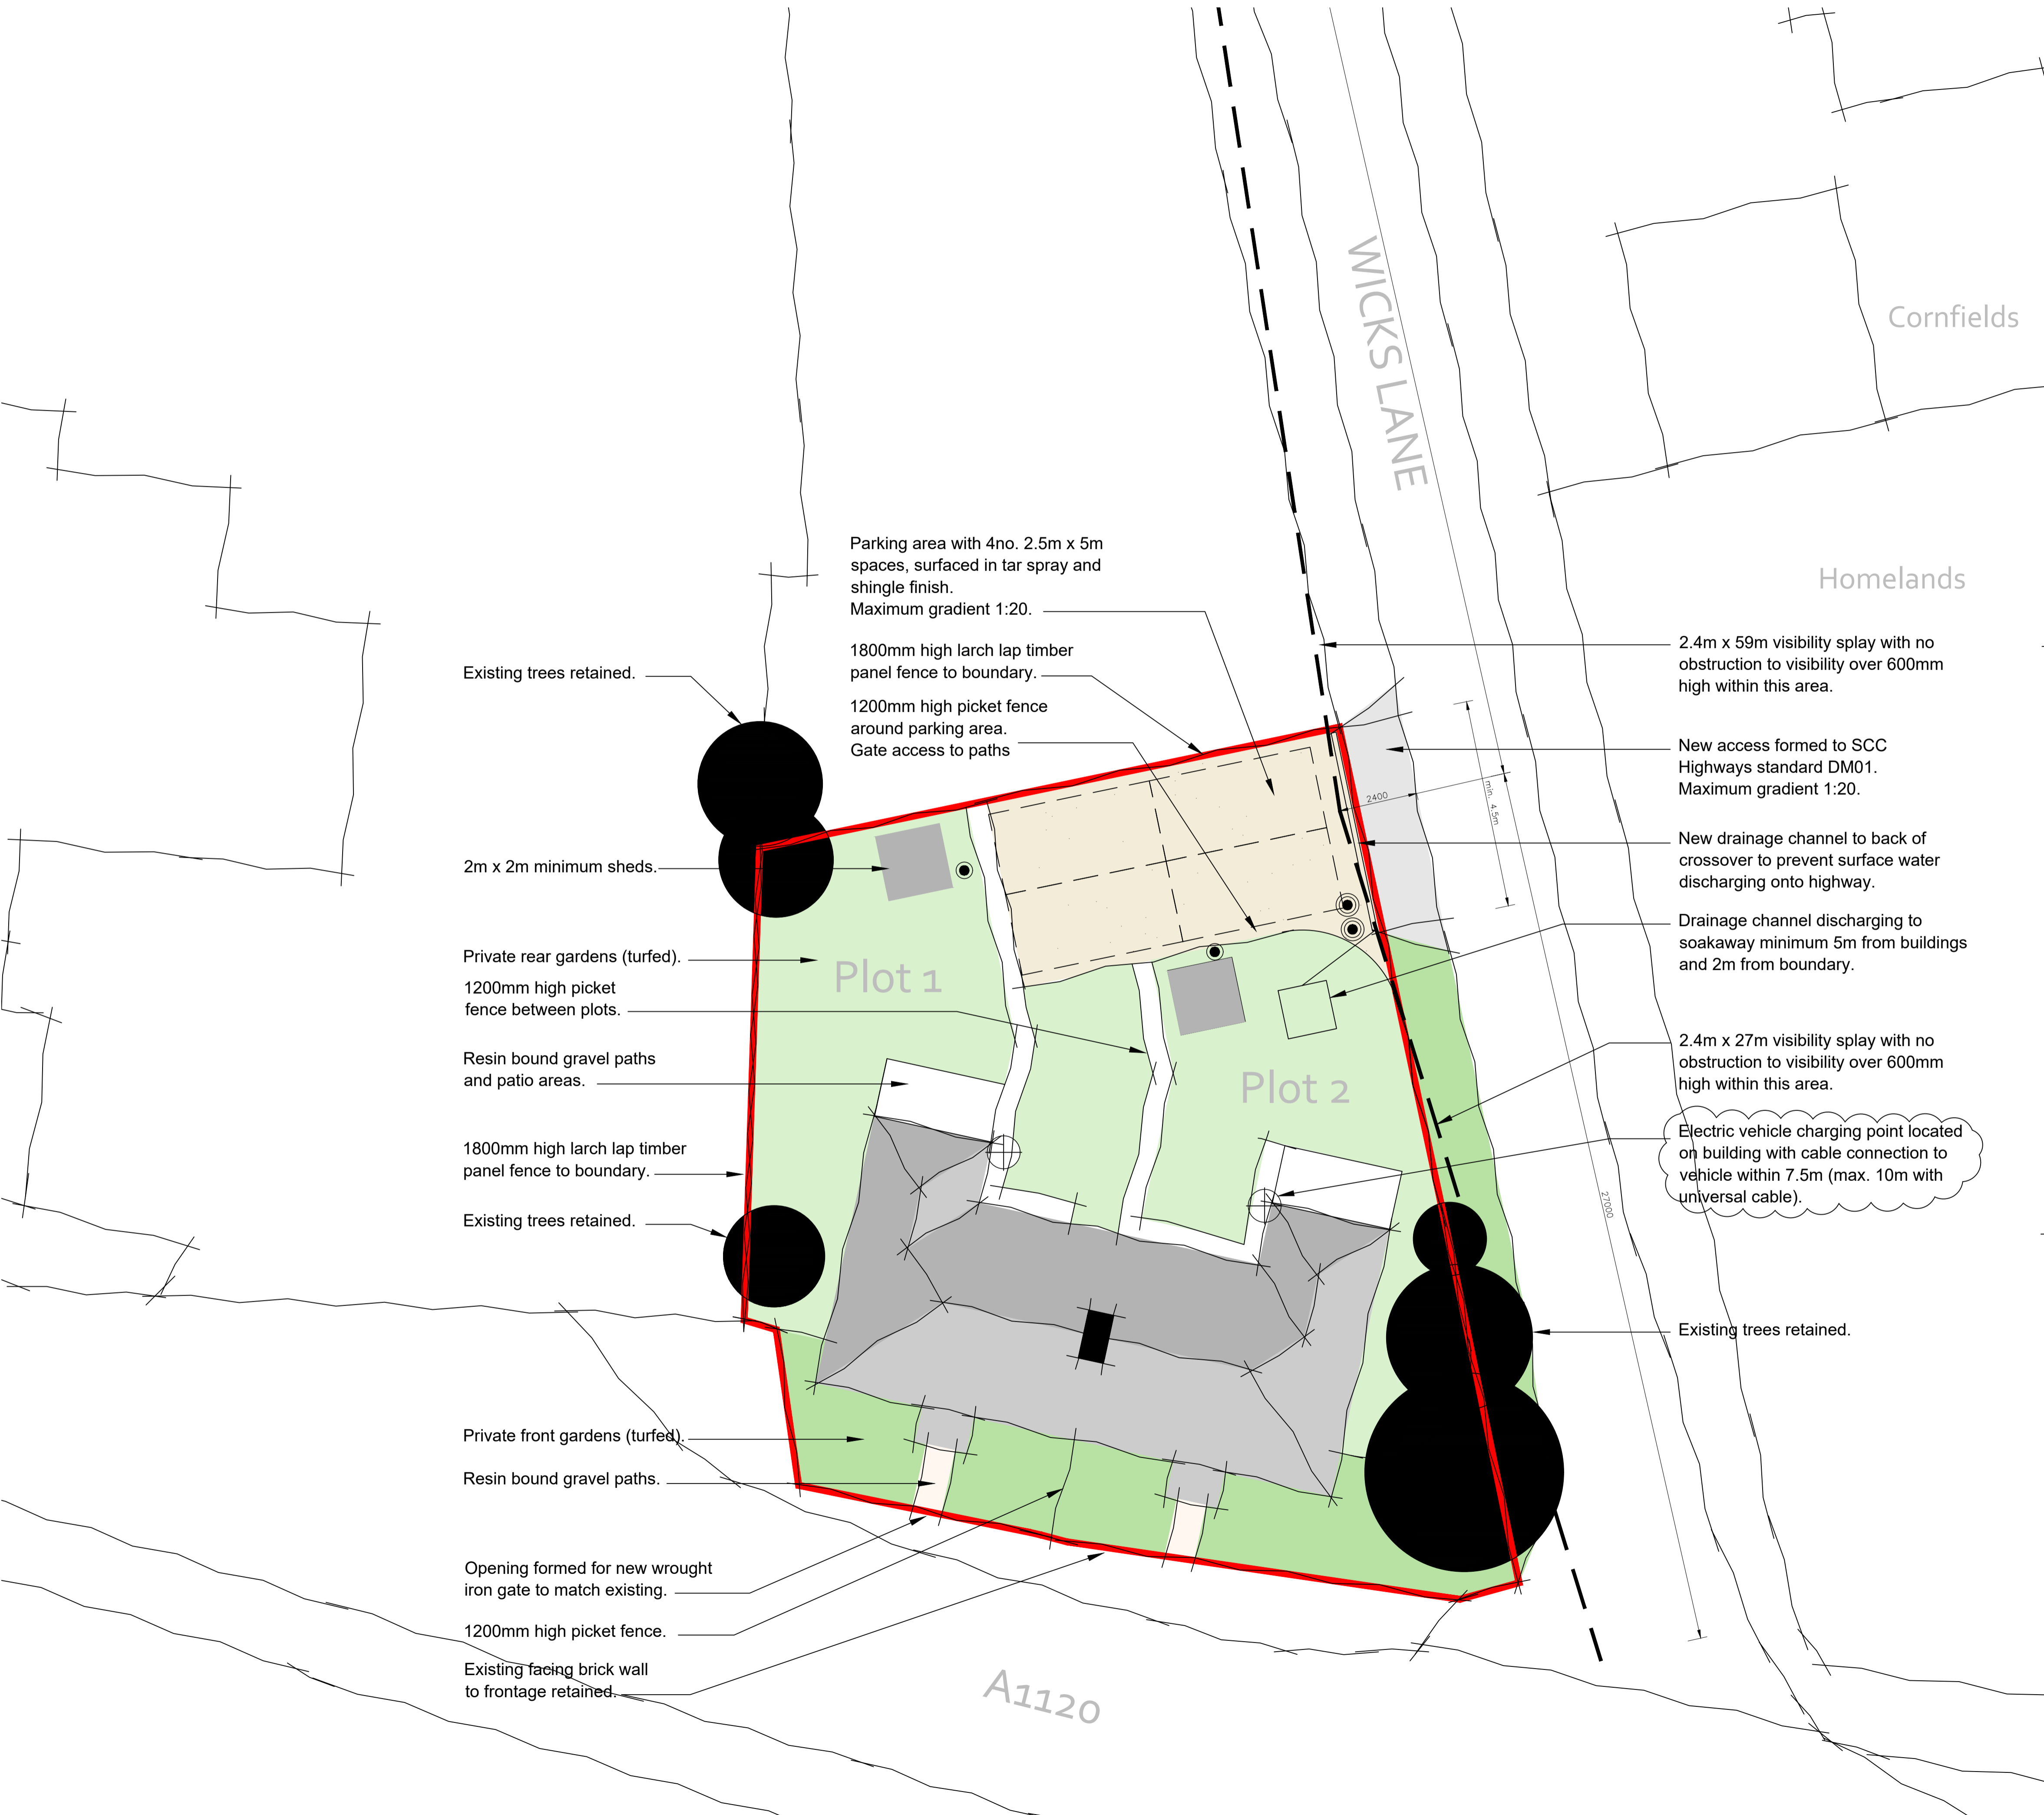 WICKS LANE
Cornfields
Homelands
Parking area with 4no. 2.5m x 5m
spaces, surfaced in tar spray and
shingle finish.
Maximum gradient 1:20.
1800mm high larch lap timber
panel fence to boundary.
1200mm high picket fence
around parking area.
Gate access to paths
Existing trees retained.
2m x 2m minimum sheds.
Private rear gardens (turfed).
1200mm high picket
fence between plots.
Resin bound gravel paths
and patio areas.
1800mm high larch lap timber
panel fence to boundary.
Existing trees retained.
Private front gardens (turfed).
Resin bound gravel paths.
Opening formed for new wrought
iron gate to match existing.
1200mm high picket fence.
Existing facing brick wall
to frontage retained.
Plot 1
Plot 2
2400
min. 4.5m
27000
2.4m x 59m visibility splay with no
obstruction to visibility over 600mm
high within this area.
New access formed to SCC
Highways standard DM01.
Maximum gradient 1:20.
New drainage channel to back of
crossover to prevent surface water
discharging onto highway.
Drainage channel discharging to
soakaway minimum 5m from buildings
and 2m from boundary.
2.4m x 27m visibility splay with no
obstruction to visibility over 600mm
high within this area.
Electric vehicle charging point located
on building with cable connection to
vehicle within 7.5m (max. 10m with
universal cable).
Existing trees retained.
A1120